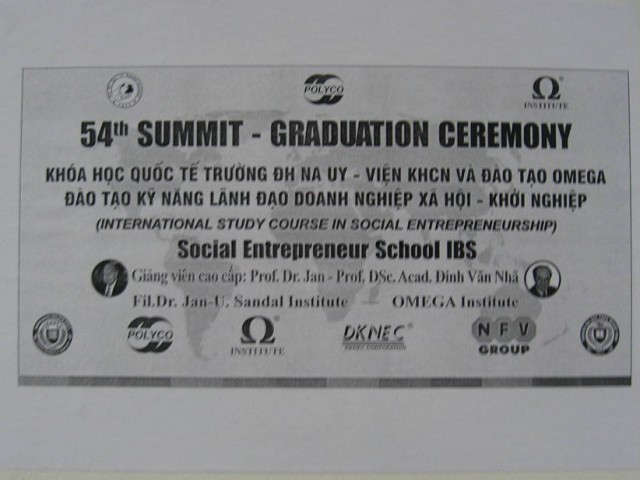 POLYCO
Ω
INSTITUTE
54th SUMMIT - GRADUATION CEREMONY
KHÓA HỌC QUỐC TẾ TRƯỜNG ĐH NA UY - VIỆN KHCN VÀ ĐÀO TẠO OMEGA
ĐÀO TẠO KỸ NĂNG LÃNH ĐẠO DOANH NGHIỆP XÃ HỘI - KHỞI NGHIỆP
(INTERNATIONAL STUDY COURSE IN SOCIAL ENTREPRENEURSHIP)
Social Entrepreneur School IBS
Giảng viên cao cấp: Prof. Dr. Jan - Prof. DSc. Acad. Đinh Văn Nhã
Fil.Dr. Jan-U. Sandal Institute OMEGA Institute
POLYCO
Ω
INSTITUTE
DKNEC
DKNEC CORPORATION
NFV
GROUP